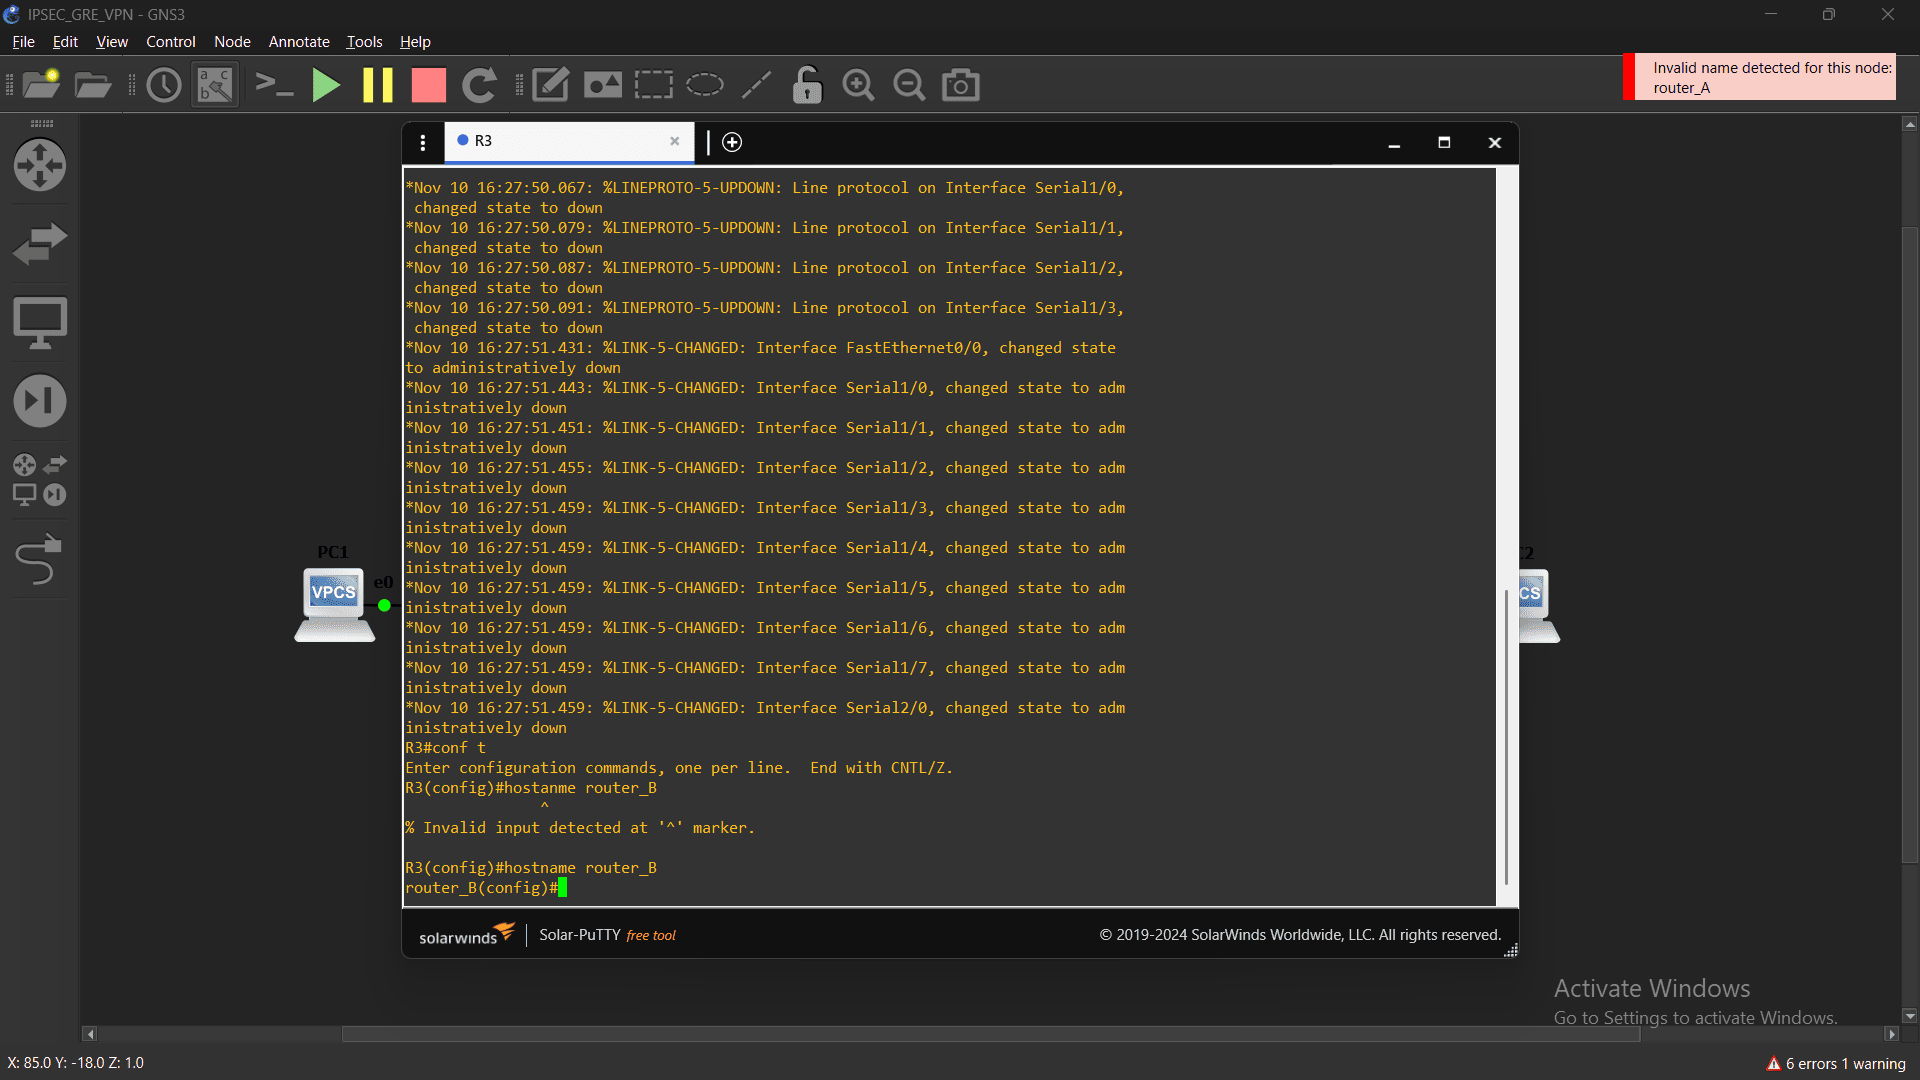 IPSEC_GRE_VPN - GNS3
File Edit View Control Node Annotate Tools Help
Invalid name detected for this node:
router_A
R3
*Nov 10 16:27:50.067: %LINEPROTO-5-UPDOWN: Line protocol on Interface Serial1/0,
changed state to down
*Nov 10 16:27:50.079: %LINEPROTO-5-UPDOWN: Line protocol on Interface Serial1/1,
changed state to down
*Nov 10 16:27:50.087: %LINEPROTO-5-UPDOWN: Line protocol on Interface Serial1/2,
changed state to down
*Nov 10 16:27:50.091: %LINEPROTO-5-UPDOWN: Line protocol on Interface Serial1/3,
changed state to down
*Nov 10 16:27:51.431: %LINK-5-CHANGED: Interface FastEthernet0/0, changed state
to administratively down
*Nov 10 16:27:51.443: %LINK-5-CHANGED: Interface Serial1/0, changed state to adm
inistratively down
*Nov 10 16:27:51.451: %LINK-5-CHANGED: Interface Serial1/1, changed state to adm
inistratively down
*Nov 10 16:27:51.455: %LINK-5-CHANGED: Interface Serial1/2, changed state to adm
inistratively down
*Nov 10 16:27:51.459: %LINK-5-CHANGED: Interface Serial1/3, changed state to adm
inistratively down
*Nov 10 16:27:51.459: %LINK-5-CHANGED: Interface Serial1/4, changed state to adm
inistratively down
*Nov 10 16:27:51.459: %LINK-5-CHANGED: Interface Serial1/5, changed state to adm
inistratively down
*Nov 10 16:27:51.459: %LINK-5-CHANGED: Interface Serial1/6, changed state to adm
inistratively down
*Nov 10 16:27:51.459: %LINK-5-CHANGED: Interface Serial1/7, changed state to adm
inistratively down
*Nov 10 16:27:51.459: %LINK-5-CHANGED: Interface Serial2/0, changed state to adm
inistratively down
R3#conf t
Enter configuration commands, one per line.  End with CNTL/Z.
R3(config)#hostanme router_B
^
% Invalid input detected at '^' marker.
R3(config)#hostname router_B
router_B(config)#
PC1
e0
VPCS
C2
CS
solarwinds
Solar-PuTTY free tool
© 2019-2024 SolarWinds Worldwide, LLC. All rights reserved.
Activate Windows
Go to Settings to activate Windows.
X: 85.0 Y: -18.0 Z: 1.0
6 errors 1 warning